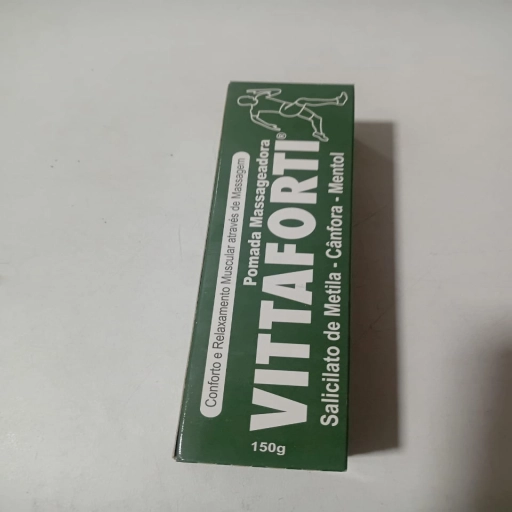 Conforto e Relaxamento Muscular através de Massagem
Pomada Massageadora
VITTAFORTI®
Salicilato de Metila - Cânfora - Mentol
150g